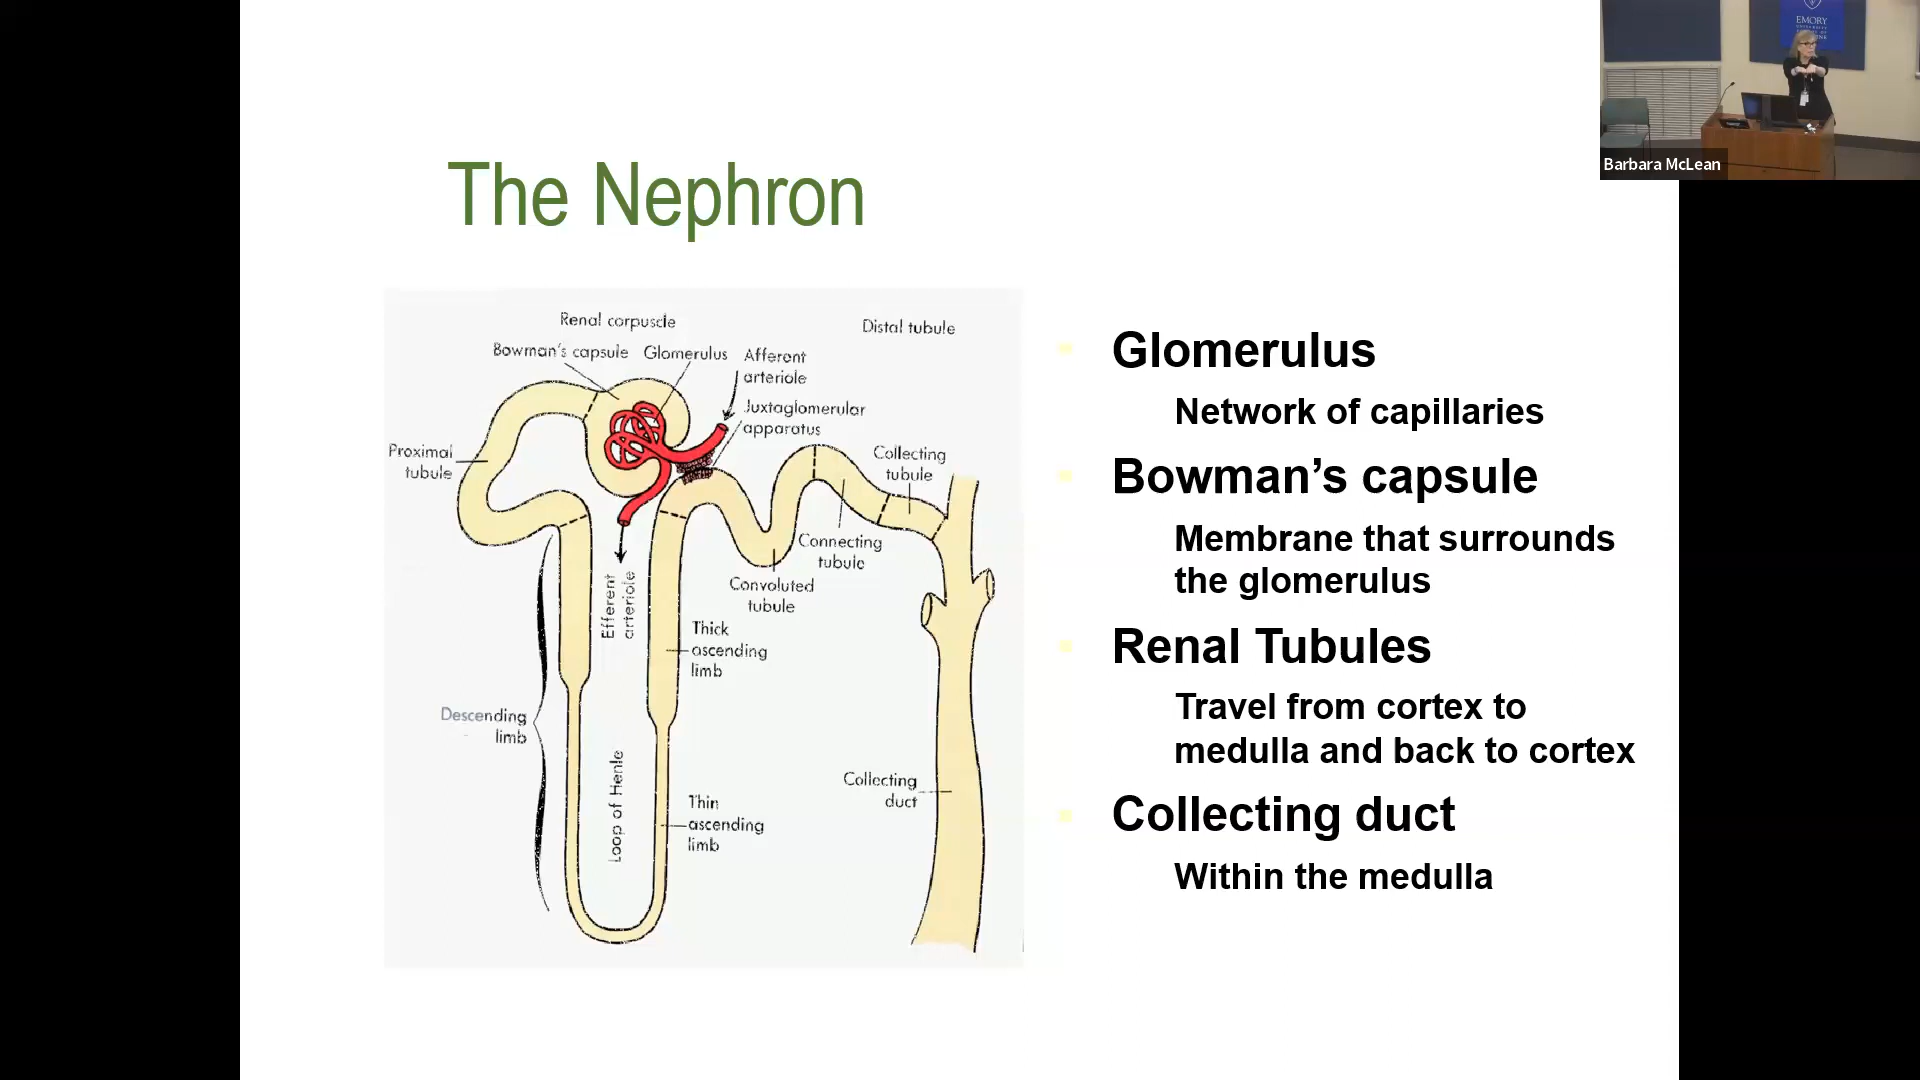 EMORY
Barbara McLean
The Nephron
Renal corpuscle
Distal tubule
Bowman's capsule
Glomerulus
Afferent
arteriole
Juxtaglomerular
apparatus
Proximal
tubule
Collecting
tubule
Connecting
tubule
Convoluted
tubule
Efferent
arteriole
Thick
ascending
limb
Descending
limb
Loop of Henle
Thin
ascending
limb
Collecting
duct
Glomerulus
Network of capillaries
Bowman’s capsule
Membrane that surrounds
the glomerulus
Renal Tubules
Travel from cortex to
medulla and back to cortex
Collecting duct
Within the medulla